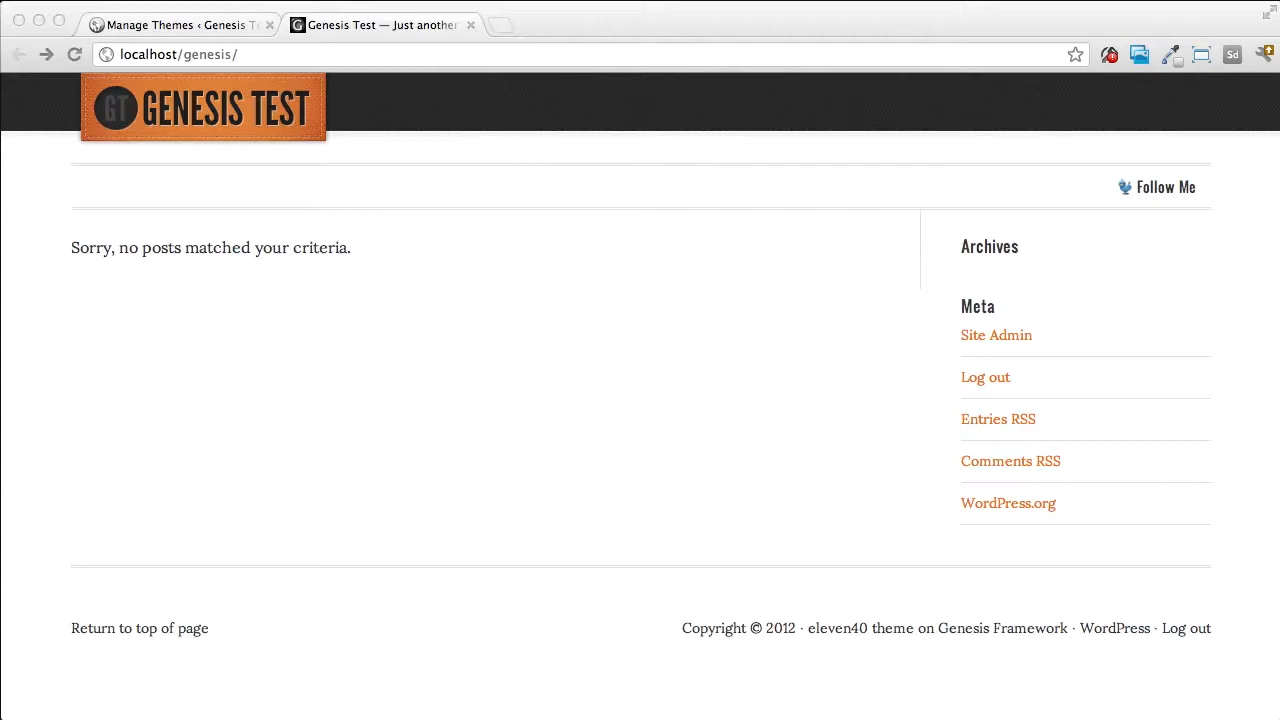 Manage Themes ‹ Genesis T
Genesis Test — Just another
localhost/genesis/
Sd
GT GENESIS TEST
Follow Me
Sorry, no posts matched your criteria.
Archives
Meta
Site Admin
Log out
Entries RSS
Comments RSS
WordPress.org
Return to top of page
Copyright © 2012 · eleven40 theme on Genesis Framework · WordPress · Log out